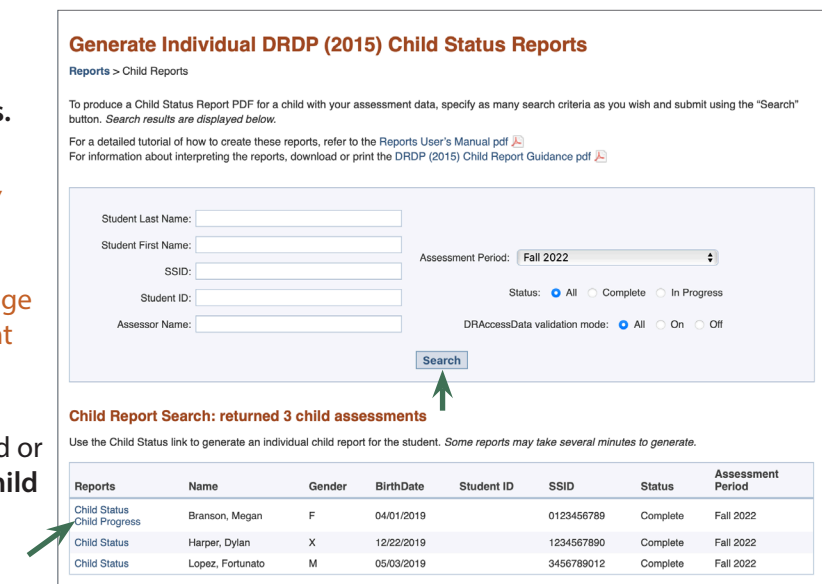 Generate Individual DRDP (2015) Child Status Reports
Reports > Child Reports
s.
To produce a Child Status Report PDF for a child with your assessment data, specify as many search criteria as you wish and submit using the "Search"
button. Search results are displayed below.
For a detailed tutorial of how to create these reports, refer to the Reports User's Manual pdf
For information about interpreting the reports, download or print the DRDP (2015) Child Report Guidance pdf
Student Last Name:
Student First Name:
Assessment Period: Fall 2022
SSID:
ge
Student ID:
Status: All Complete In Progress
Assessor Name:
DRAccessData validation mode: All On Off
Search
Child Report Search: returned 3 child assessments
d or
Use the Child Status link to generate an individual child report for the student. Some reports may take several minutes to generate.
hild
Reports Name Gender BirthDate Student ID SSID Status Assessment Period
Child Status
Child Progress Branson, Megan F 04/01/2019 0123456789 Complete Fall 2022
Child Status Harper, Dylan X 12/22/2019 1234567890 Complete Fall 2022
Child Status Lopez, Fortunato M 05/03/2019 3456789012 Complete Fall 2022